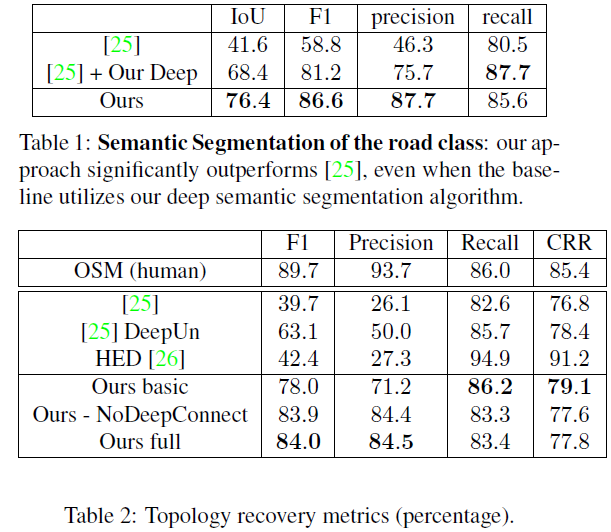 IoU F1 precision recall
[25] 41.6 58.8 46.3 80.5
[25] + Our Deep 68.4 81.2 75.7 87.7
Ours 76.4 86.6 87.7 85.6
Table 1: Semantic Segmentation of the road class: our ap-
proach significantly outperforms [25], even when the base-
line utilizes our deep semantic segmentation algorithm.
F1 Precision Recall CRR
OSM (human) 89.7 93.7 86.0 85.4
[25] 39.7 26.1 82.6 76.8
[25] DeepUn 63.1 50.0 85.7 78.4
HED [26] 42.4 27.3 94.9 91.2
Ours basic 78.0 71.2 86.2 79.1
Ours - NoDeepConnect 83.9 84.4 83.3 77.6
Ours full 84.0 84.5 83.4 77.8
Table 2: Topology recovery metrics (percentage).